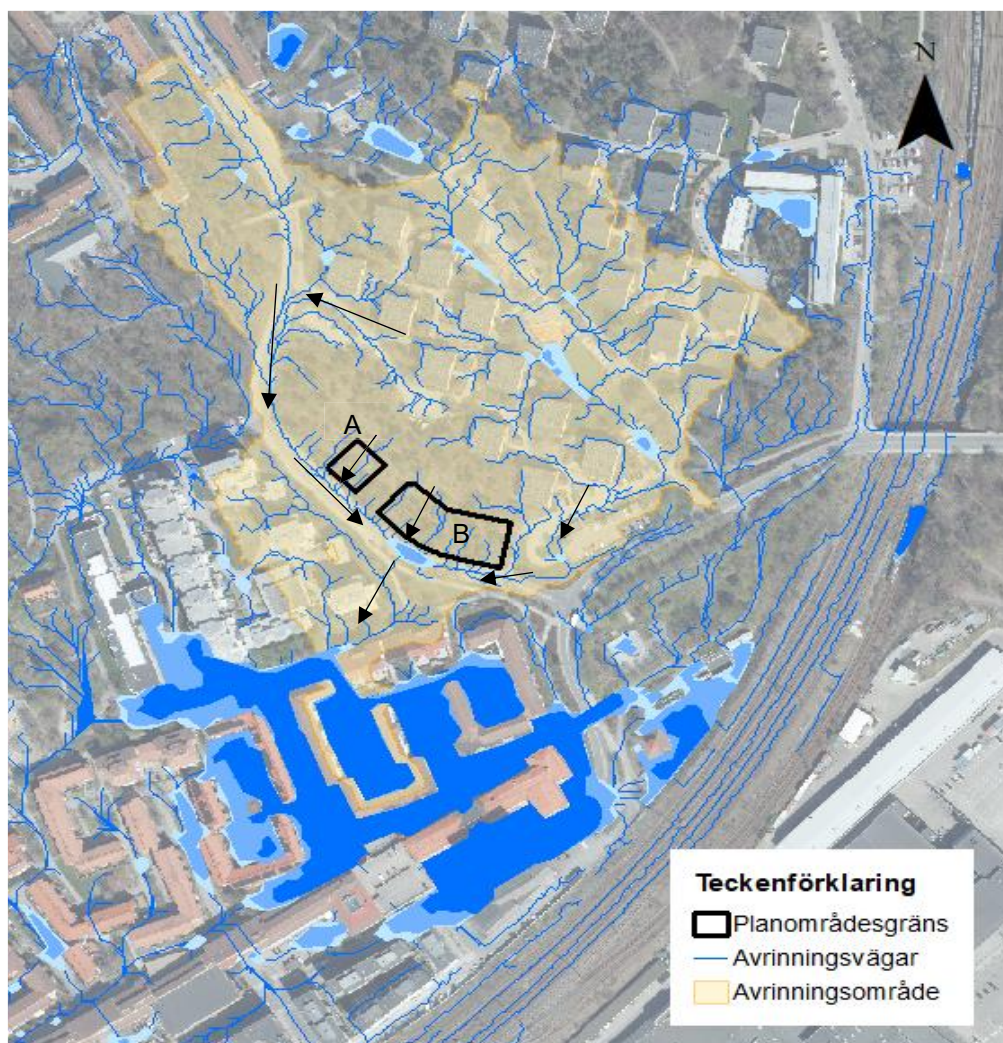 N
A
B
Teckenförklaring
Planområdesgräns
Avrinningsvägar
Avrinningsområde